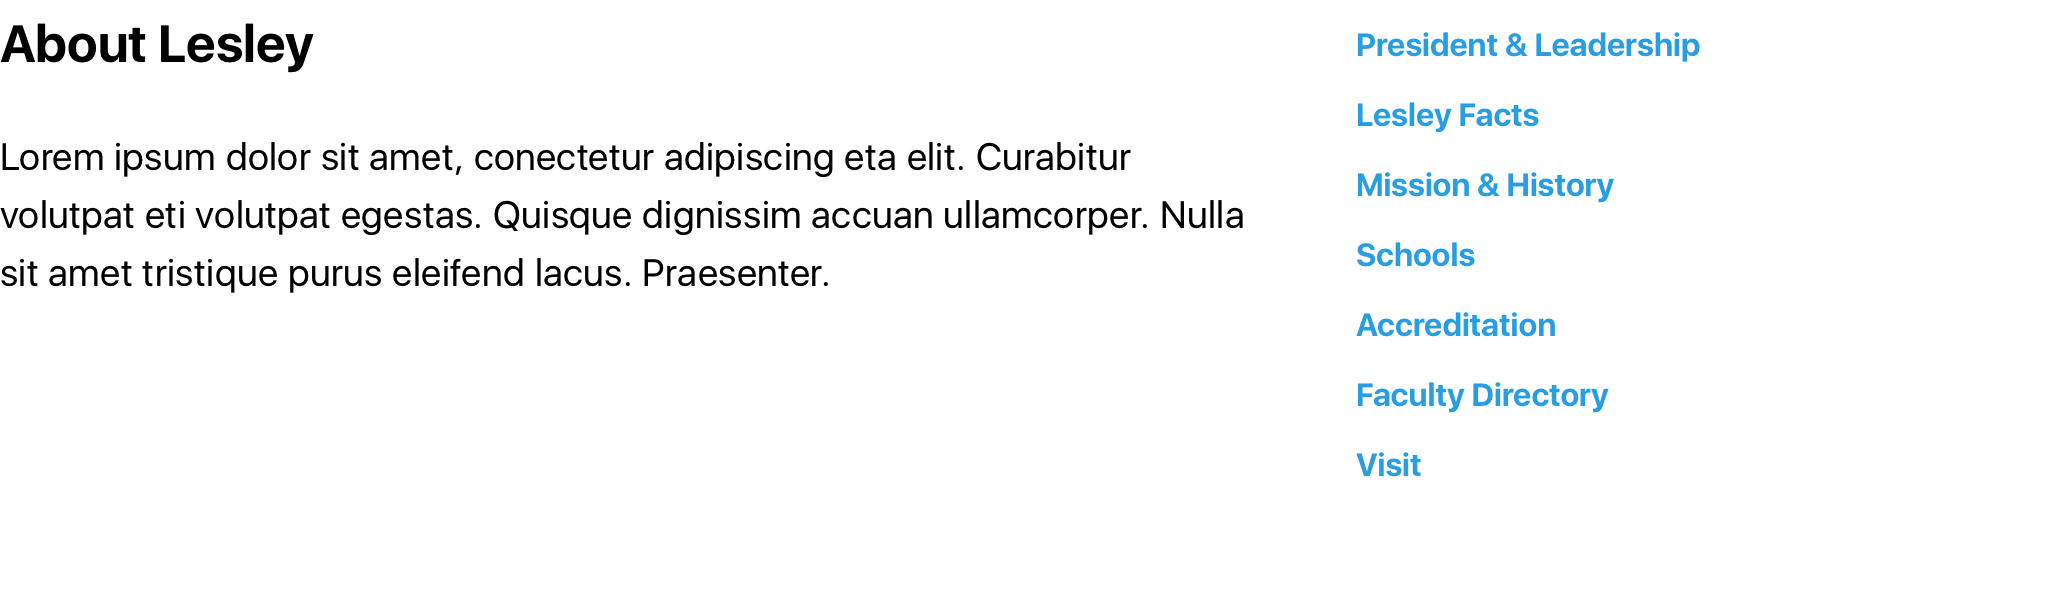 About Lesley
Lorem ipsum dolor sit amet, conectetur adipiscing eta elit. Curabitur
volutpat eti volutpat egestas. Quisque dignissim accuan ullamcorper. Nulla
sit amet tristique purus eleifend lacus. Praesenter.
President & Leadership
Lesley Facts
Mission & History
Schools
Accreditation
Faculty Directory
Visit